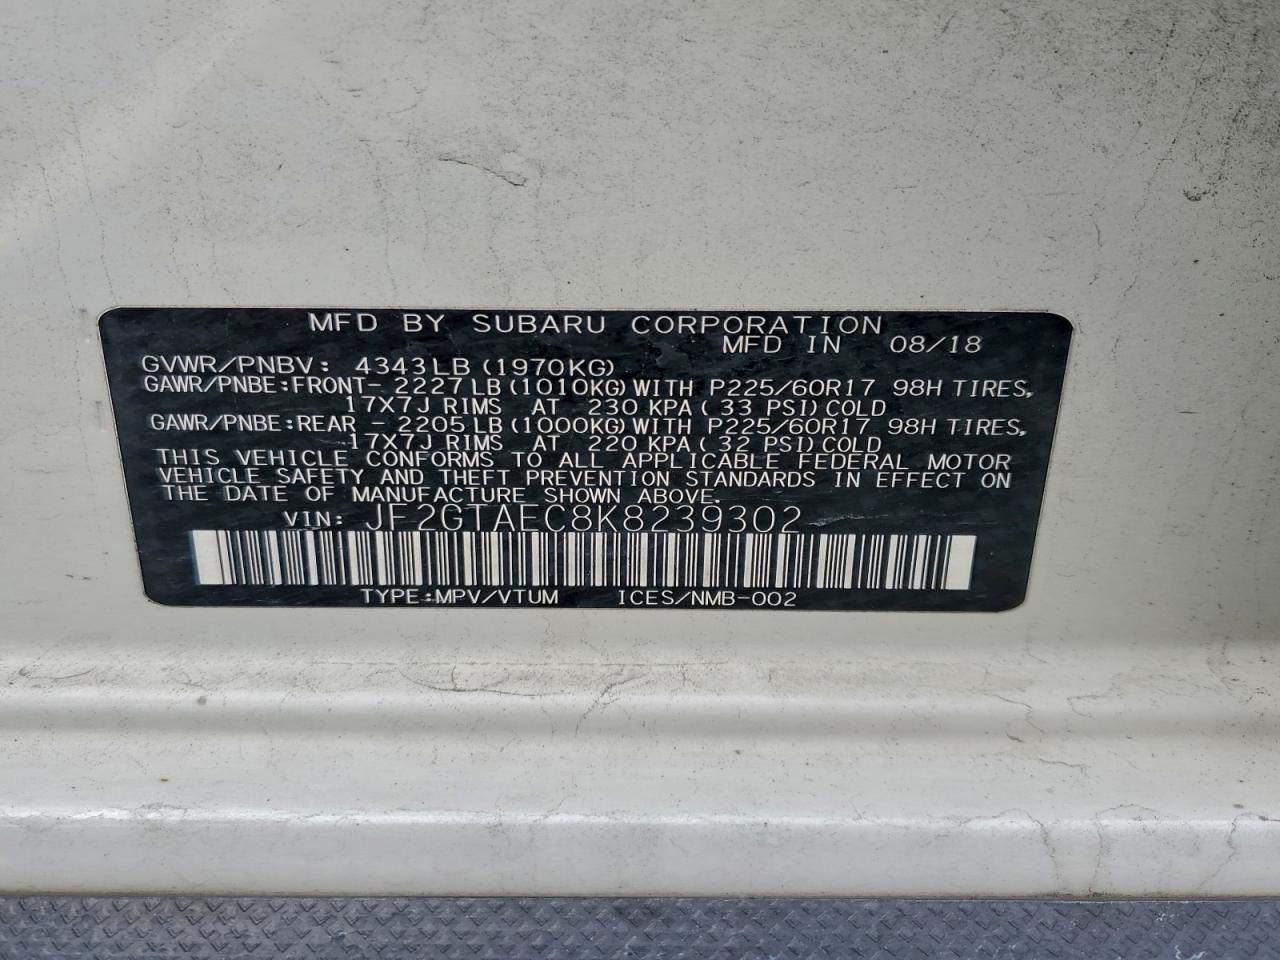 MFD BY SUBARU CORPORATION
MFD IN 08/18
GVWR/PNBV: 4343LB (1970KG)
GAWR/PNBE:FRONT- 2227LB(1010KG)WITH P225/60R17 98H TIRES,
17X7J RIMS AT 230 KPA( 33 PSI)COLD
GAWR/PNBE:REAR - 2205LB(1000KG)WITH P225/60R17 98H TIRES,
17X7J RIMS AT 220 KPA( 32 PSI)COLD
THIS VEHICLE CONFORMS TO ALL APPLICABLE FEDERAL MOTOR
VEHICLE SAFETY AND THEFT PREVENTION STANDARDS IN EFFECT ON
THE DATE OF MANUFACTURE SHOWN ABOVE.
VIN: JF2GTAEC8K8239302
TYPE:MPV/VTUM ICES/NMB-002